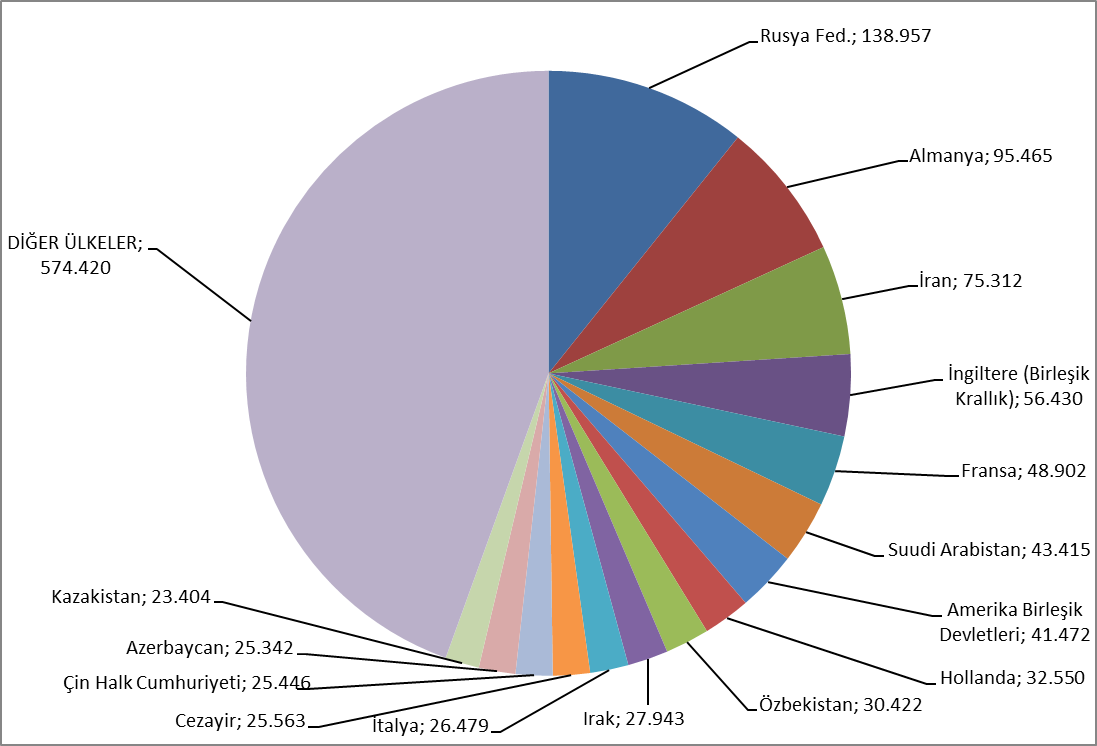 Rusya Fed.; 138.957
Almanya; 95.465
İran; 75.312
İngiltere (Birleşik
Krallık); 56.430
Fransa; 48.902
Suudi Arabistan; 43.415
Amerika Birleşik
Devletleri; 41.472
Hollanda; 32.550
Özbekistan; 30.422
Irak; 27.943
İtalya; 26.479
Cezayir; 25.563
Çin Halk Cumhuriyeti; 25.446
Azerbaycan; 25.342
Kazakistan; 23.404
DİĞER ÜLKELER;
574.420